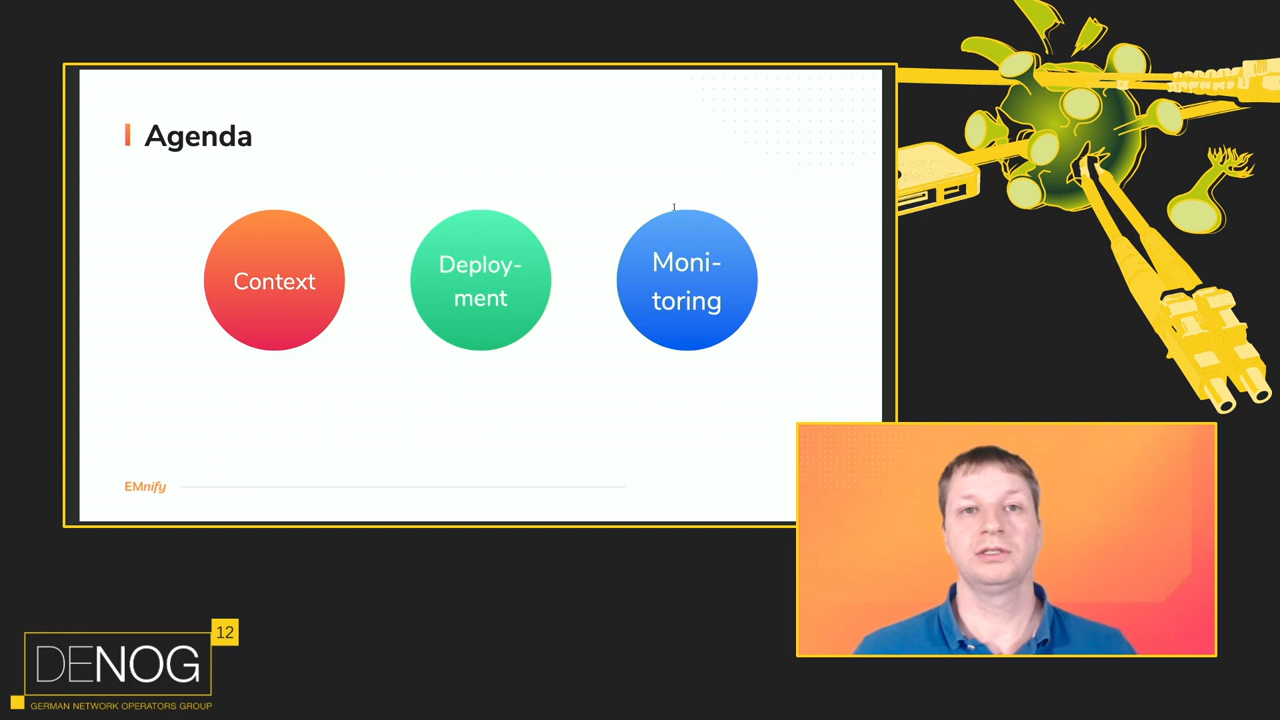 Agenda
Context
Deploy-
ment
Moni-
toring
EMnify
12
DENOG
GERMAN NETWORK OPERATORS GROUP